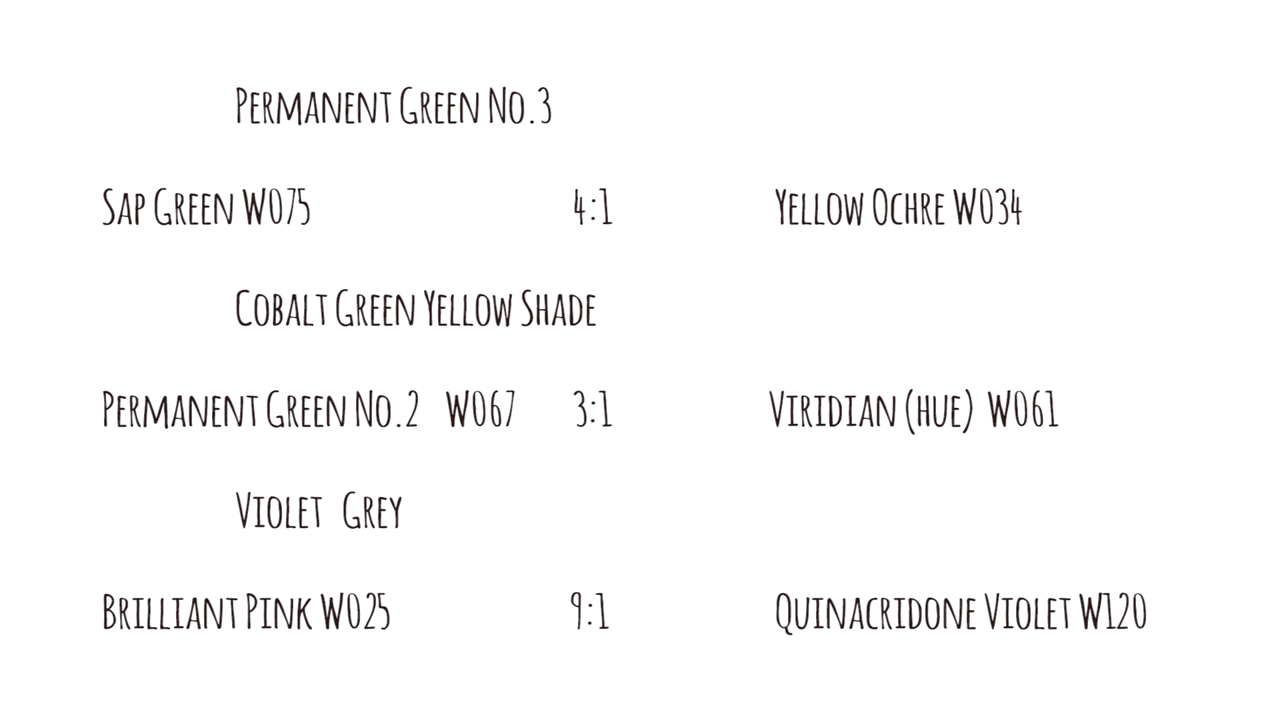 Permanent Green No.3
Sap Green W075 4:1 Yellow Ochre W034
Cobalt Green Yellow Shade
Permanent Green No.2 W067 3:1 Viridian (hue) W061
Violet Grey
Brilliant Pink W025 9:1 Quinacridone Violet W120